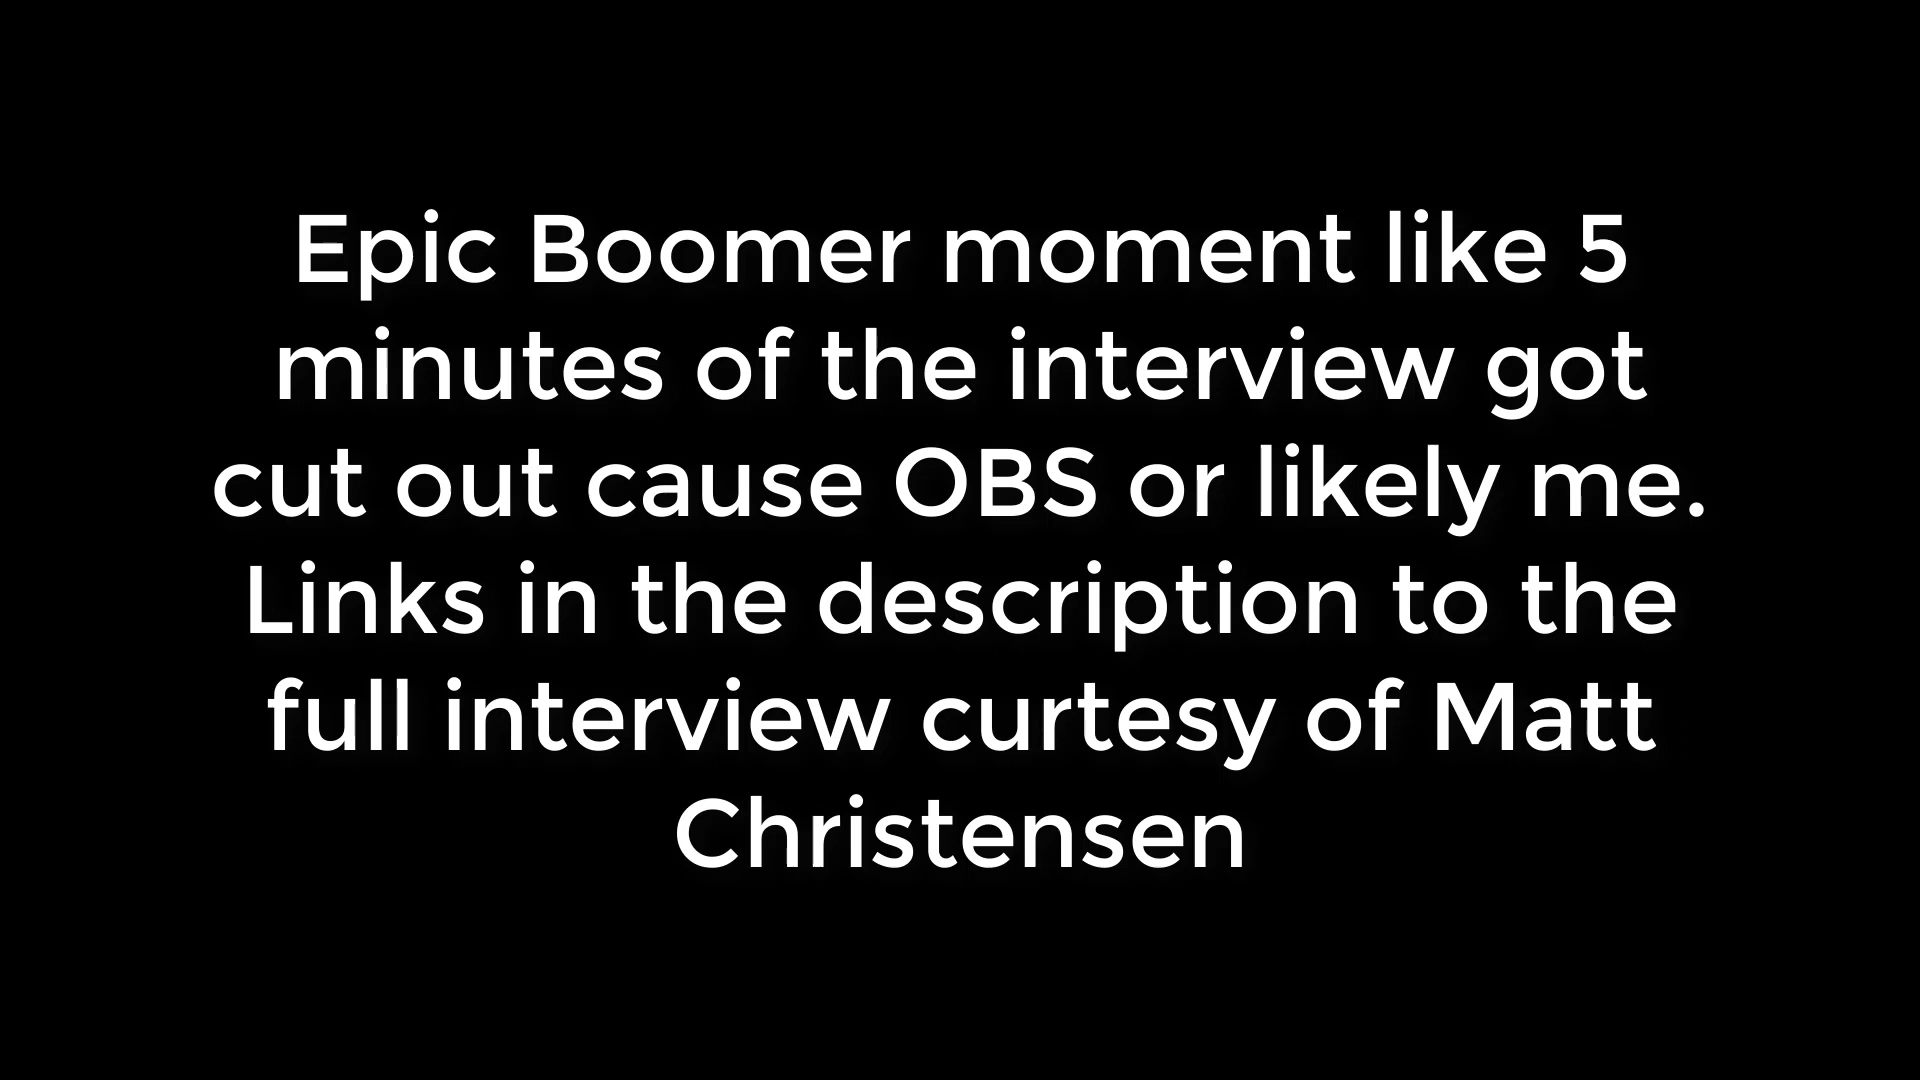 Epic Boomer moment like 5
minutes of the interview got
cut out cause OBS or likely me.
Links in the description to the
full interview curtesy of Matt
Christensen